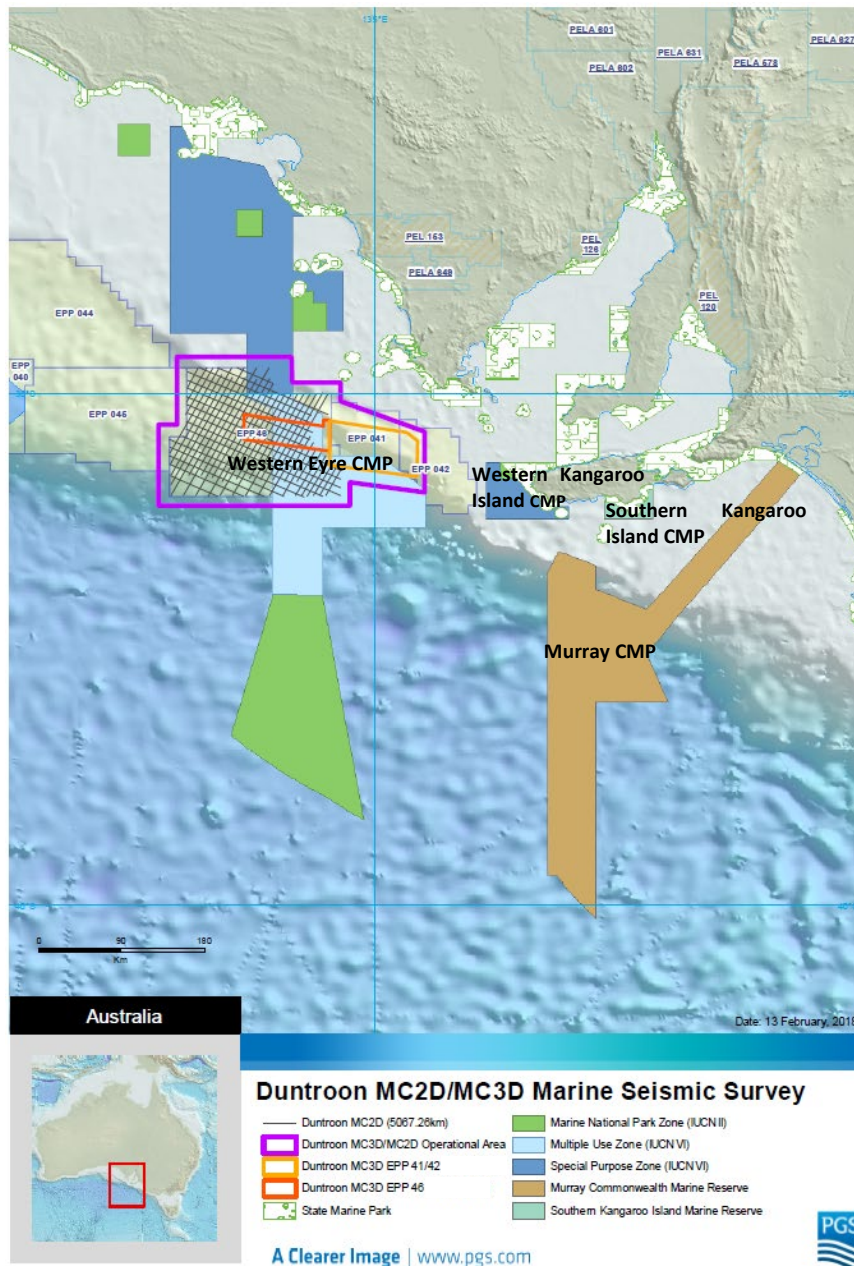 135°E
PELA 601
PELA 631
PELA 627
PELA 602
PELA 678
PEL 153
PEL
126
PELA 649
PEL
120
EPP 044
EPP
040
EPP 045
EPP 46
EPP 041
EPP 042
Western Eyre CMP
Western Kangaroo
Island CMP
Southern Kangaroo
Island CMP
Murray CMP
0 90 180
Km
Date: 13 February, 2018
Australia
Duntroon MC2D/MC3D Marine Seismic Survey
Duntroon MC2D (5067.26km)
Duntroon MC3D/MC2D Operational Area
Duntroon MC3D EPP 41/42
Duntroon MC3D EPP 46
State Marine Park
Marine National Park Zone (IUCN II)
Multiple Use Zone (IUCN VI)
Special Purpose Zone (IUCN VI)
Murray Commonwealth Marine Reserve
Southern Kangaroo Island Marine Reserve
A Clearer Image | www.pgs.com
PGS